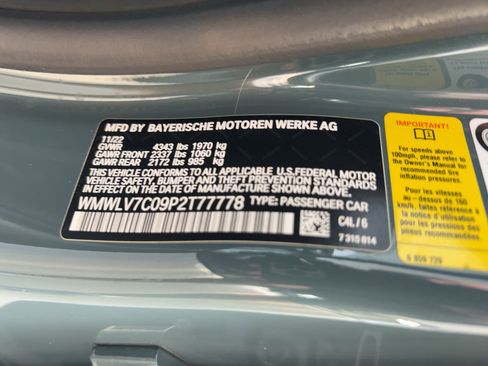 MFD BY BAYERISCHE MOTOREN WERKE AG
11/22
GVWR 4343 lbs 1970 kg
GAWR FRONT 2337 lbs 1060 kg
GAWR REAR 2172 lbs 985 kg
THIS VEHICLE CONFORMS TO ALL APPLICABLE U.S.FEDERAL MOTOR
VEHICLE SAFETY, BUMPER, AND THEFT PREVENTION STANDARDS
IN EFFECT ON THE DATE OF MANUFACTURE SHOWN ABOVE.
WMWLV7C09P2T77778 TYPE: PASSENGER CAR
C4L / 6
7 315 814
For speeds above
100mph, please refer to
the Owner's Manual for
recommended tire
inflation pressures.
Pour les vitesses
au-dessus de 160
km/h, faites référence à
notice d'utilisation
pour les pressions
des pneus recommandé